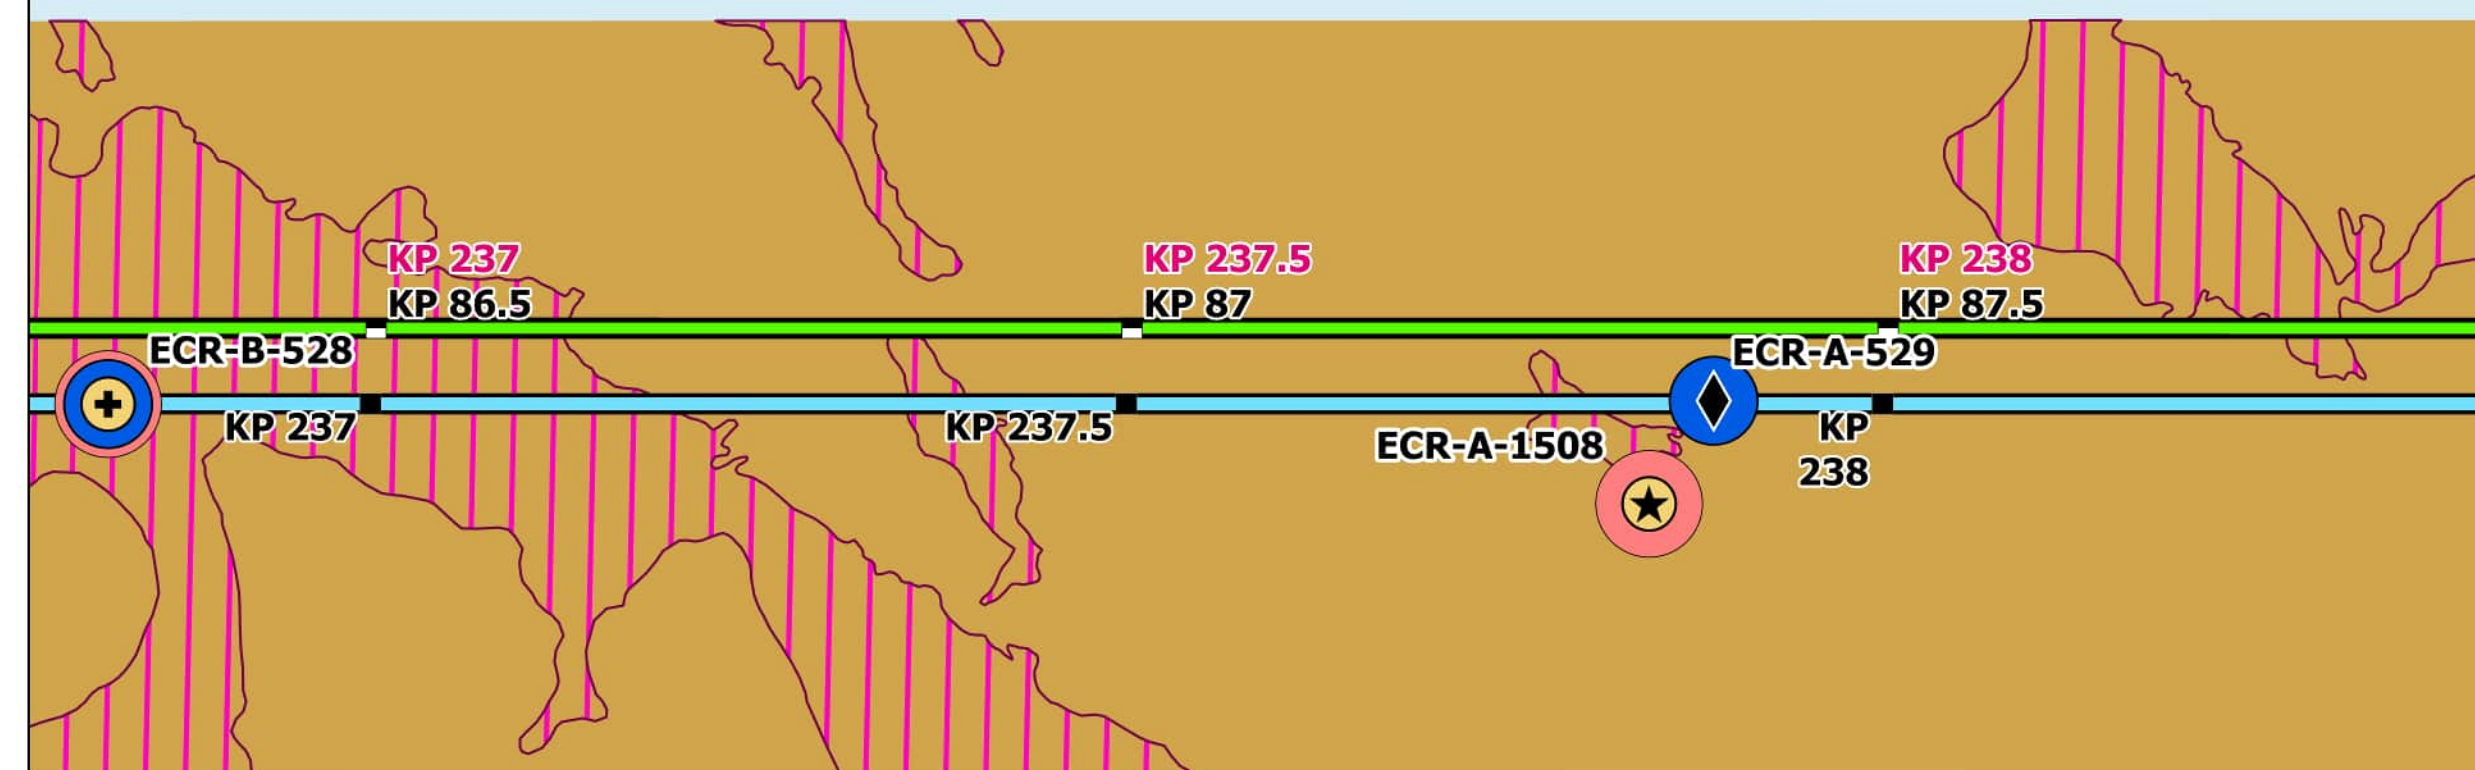 KP 237
KP 86.5
KP 237.5
KP 87
KP 238
KP 87.5
ECR-B-528
ECR-A-529
KP 237
KP 237.5
ECR-A-1508
KP
238